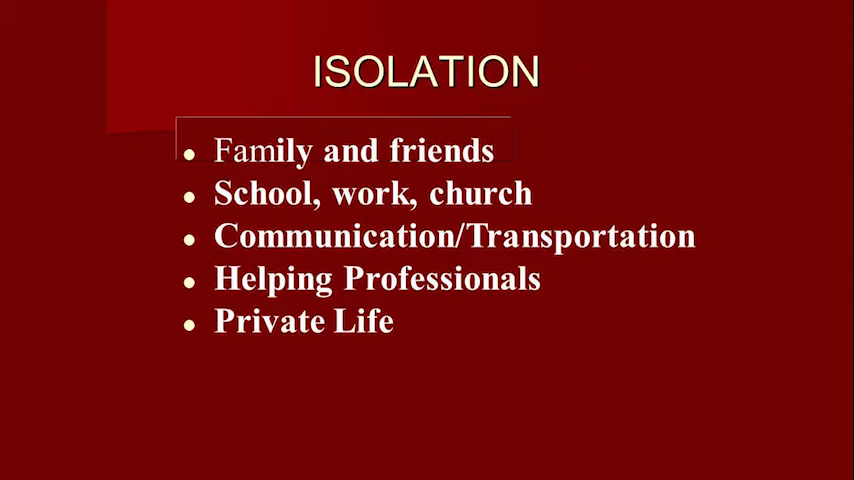 ISOLATION
Family and friends
School, work, church
Communication/Transportation
Helping Professionals
Private Life